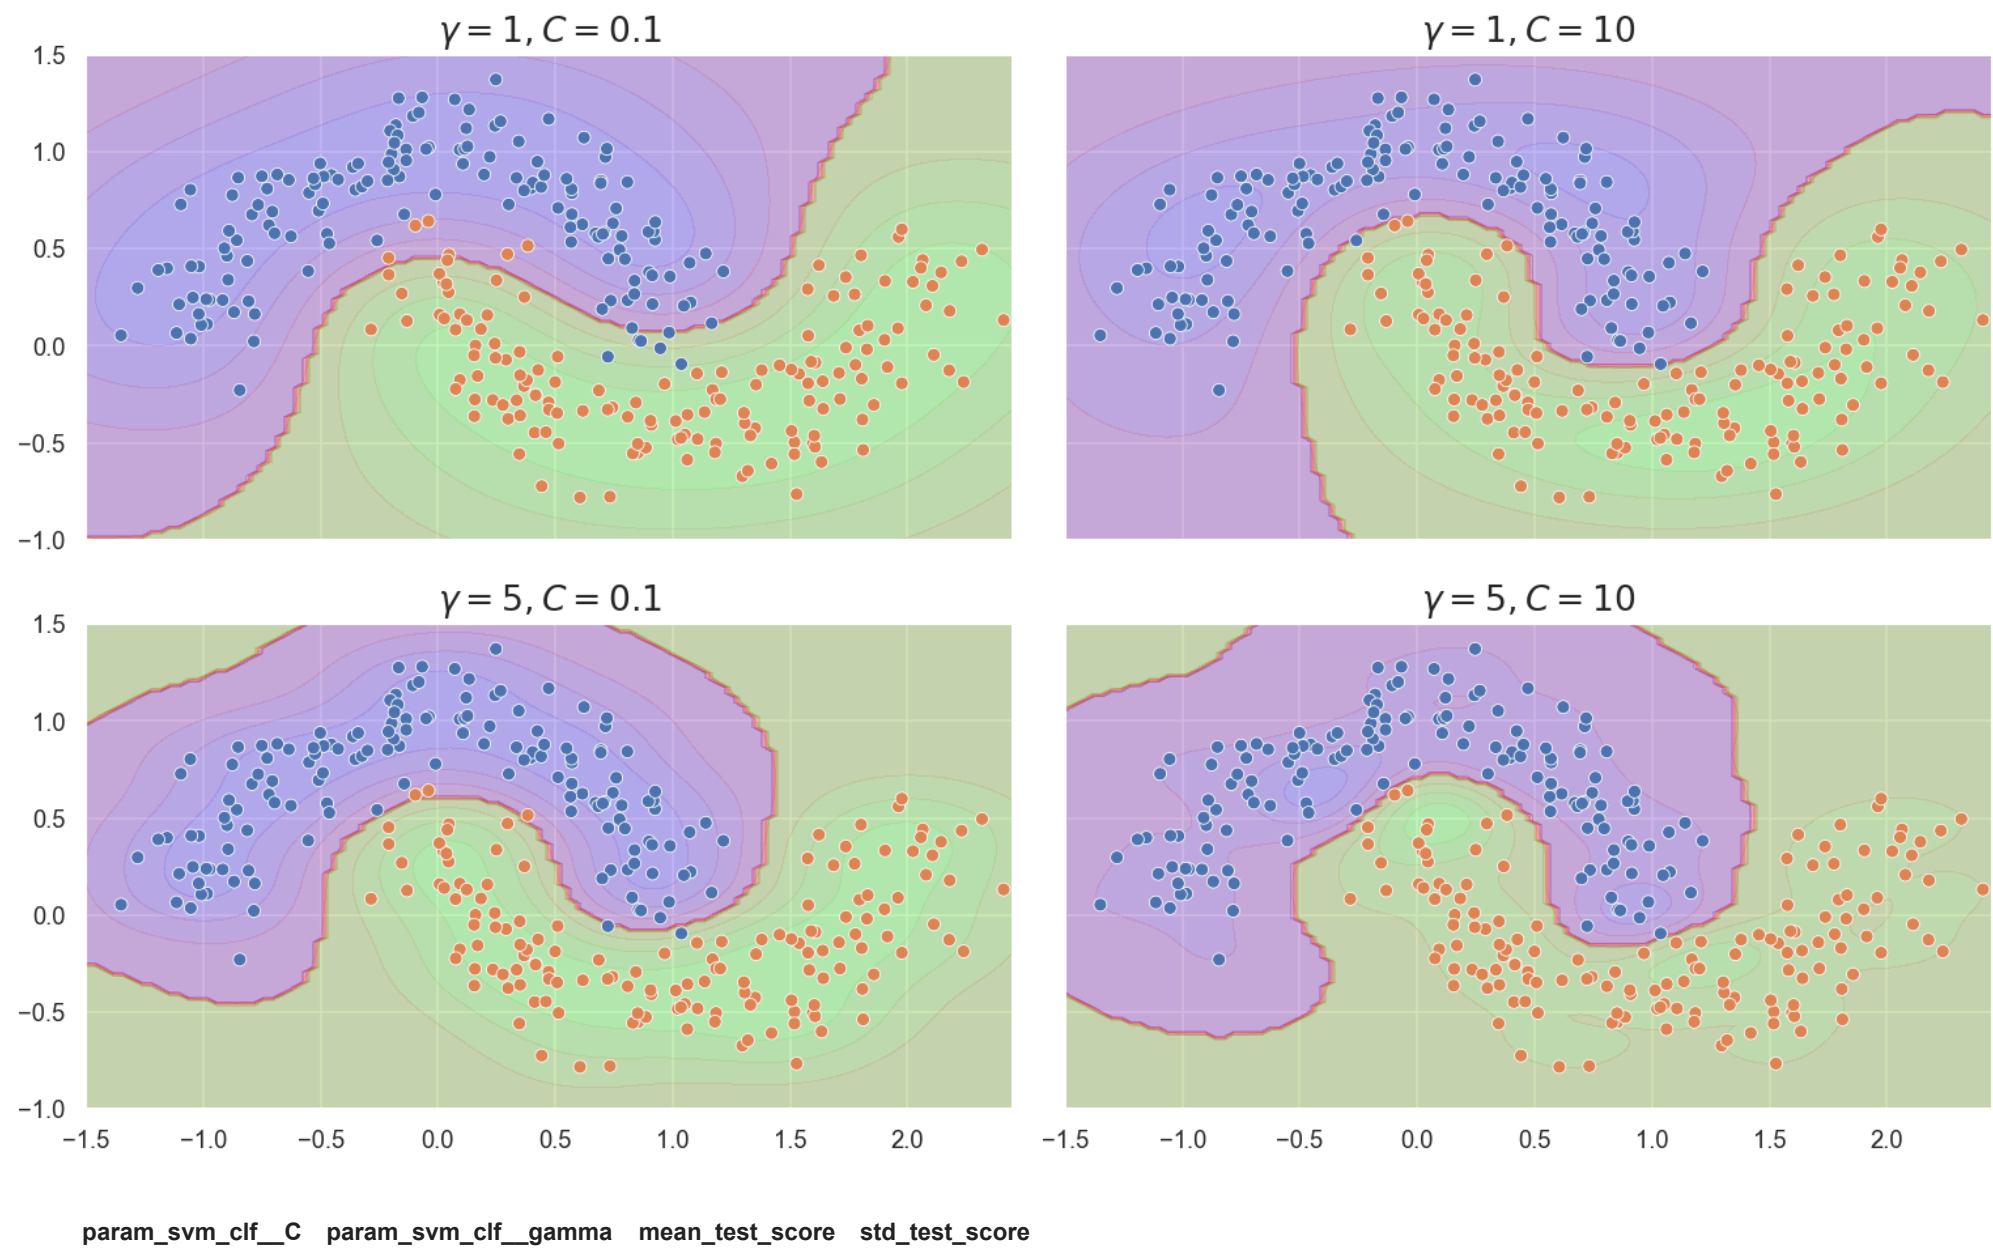 γ = 1, C = 0.1
γ = 1, C = 10
1.5
1.0
0.5
0.0
−0.5
−1.0
γ = 5, C = 0.1
γ = 5, C = 10
1.5
1.0
0.5
0.0
−0.5
−1.0
−1.5 −1.0 −0.5 0.0 0.5 1.0 1.5 2.0
−1.5 −1.0 −0.5 0.0 0.5 1.0 1.5 2.0
param_svm_clf__C param_svm_clf__gamma mean_test_score std_test_score